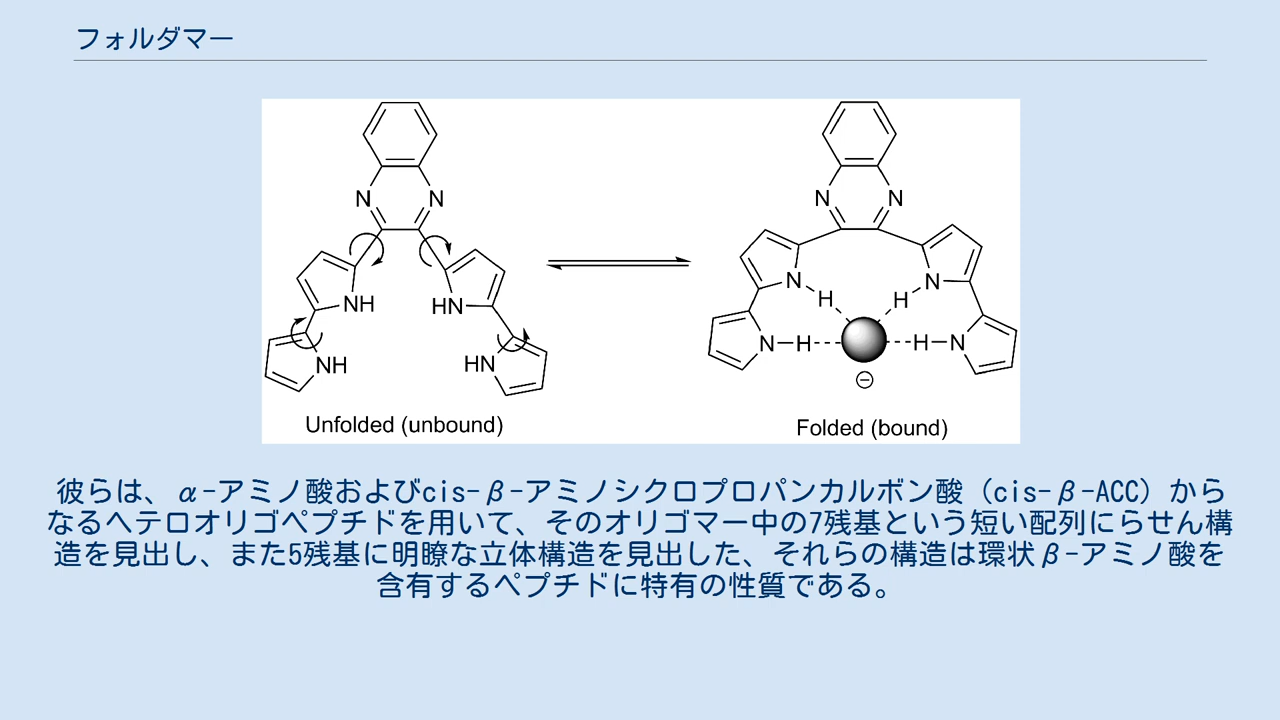 フォルダマー
N
N
N
N
NH
HN
N
H
H
N
NH
HN
N
H
H
N
⊖
Unfolded (unbound)
Folded (bound)
彼らは、α-アミノ酸およびcis-β-アミノシクロプロパンカルボン酸（cis-β-ACC）から
なるヘテロオリゴペプチドを用いて、そのオリゴマー中の7残基という短い配列にらせん構
造を見出し、また5残基に明瞭な立体構造を見出した、それらの構造は環状β-アミノ酸を
含有するペプチドに特有の性質である。